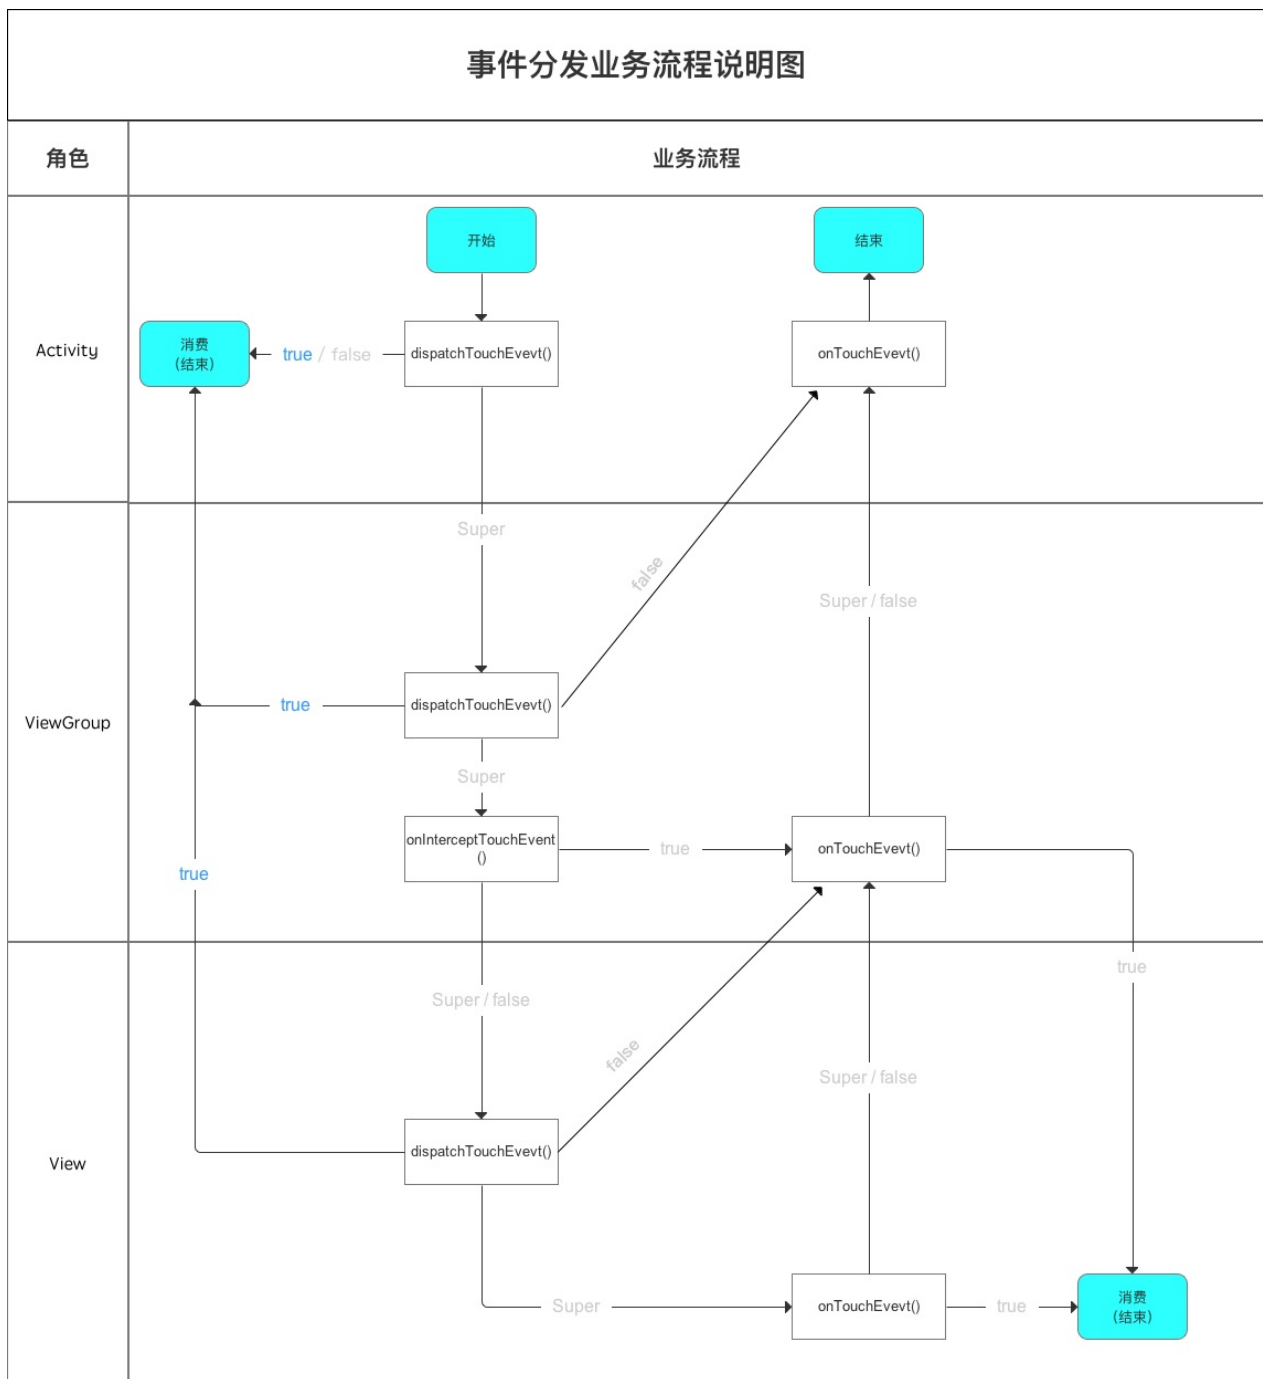 事件分发业务流程说明图
角色
业务流程
开始
结束
Activity
消费
(结束)
true / false
dispatchTouchEvevt()
onTouchEvevt()
Super
false
Super / false
ViewGroup
true
dispatchTouchEvevt()
Super
onInterceptTouchEvent
()
true
onTouchEvevt()
true
true
Super / false
false
Super / false
View
dispatchTouchEvevt()
Super
onTouchEvevt()
true
消费
(结束)